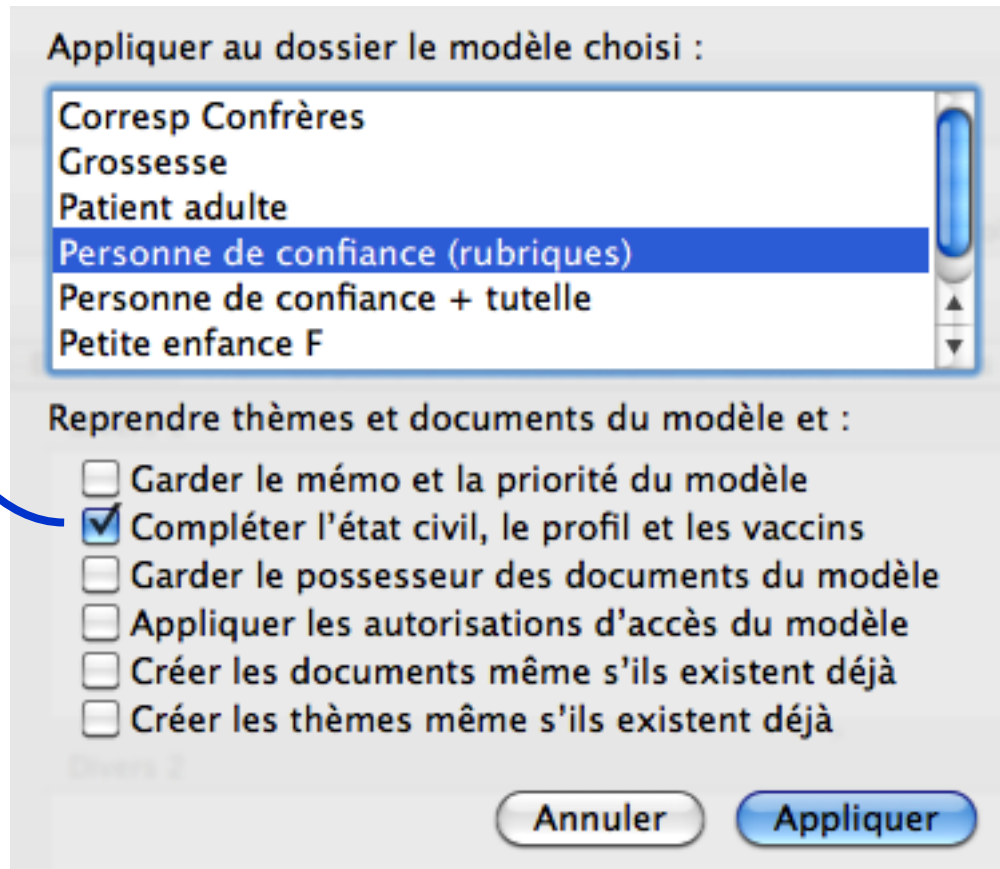 Appliquer au dossier le modèle choisi :
Corresp Confrères
Grossesse
Patient adulte
Personne de confiance (rubriques)
Personne de confiance + tutelle
Petite enfance F
Reprendre thèmes et documents du modèle et :
Garder le mémo et la priorité du modèle
Compléter l'état civil, le profil et les vaccins
Garder le possesseur des documents du modèle
Appliquer les autorisations d'accès du modèle
Créer les documents même s'ils existent déjà
Créer les thèmes même s'ils existent déjà
Divers 2
Annuler
Appliquer